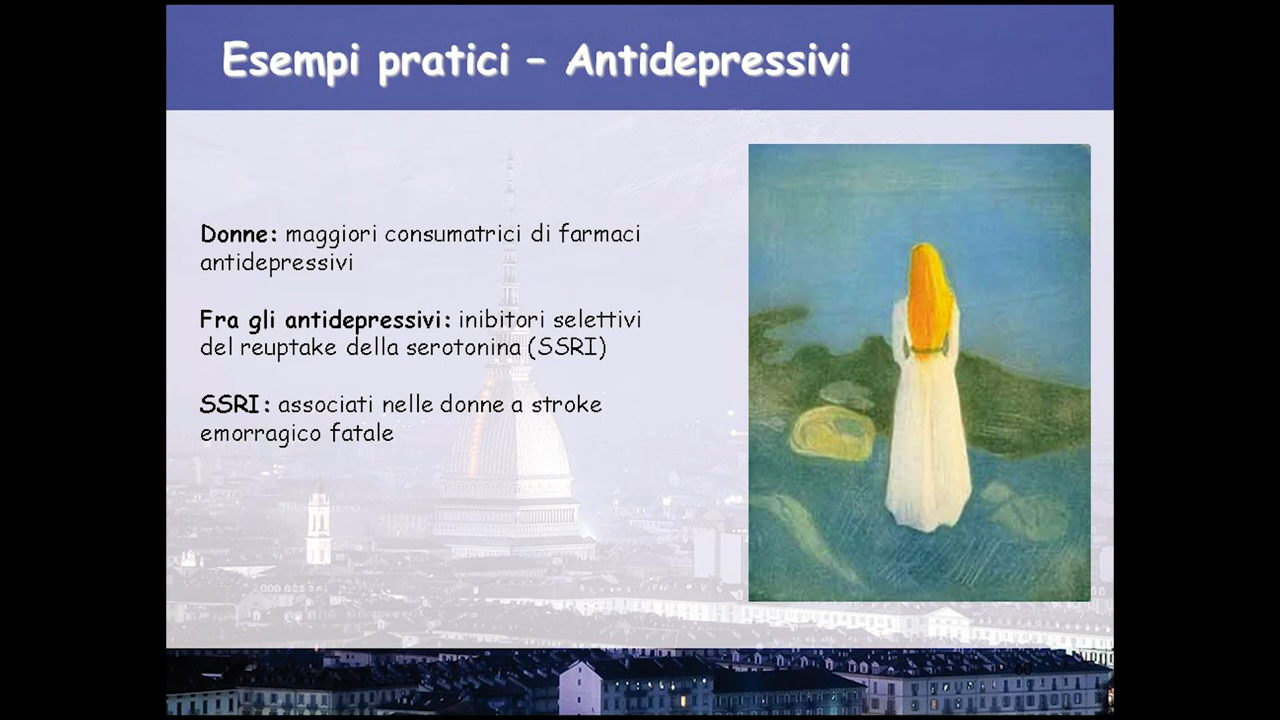 Esempi pratici – Antidepressivi
Donne: maggiori consumatrici di farmaci
antidepressivi
Fra gli antidepressivi: inibitori selettivi
del reuptake della serotonina (SSRI)
SSRI: associati nelle donne a stroke
emorragico fatale